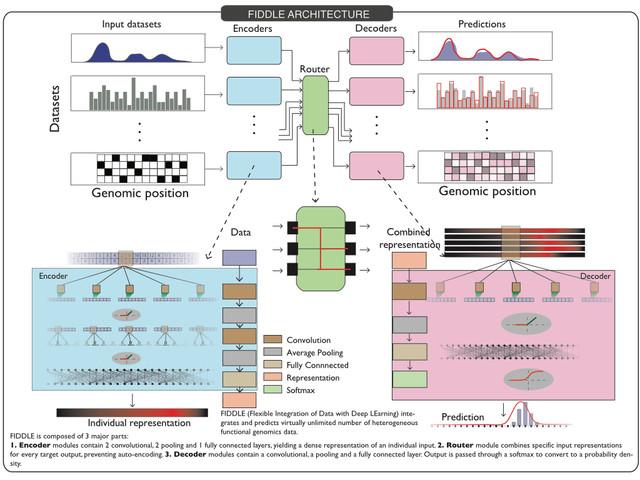 FIDDLE ARCHITECTURE
Input datasets
Encoders
Decoders
Predictions
Router
Datasets
Genomic position
Genomic position
Data
Combined
representation
Encoder
Decoder
Convolution
Average Pooling
Fully Connnected
Representation
Softmax
Individual representation
FIDDLE (Flexible Integration of Data with Deep LEarning) inte-
grates and predicts virtually unlimited number of heterogeneous
functional genomics data.
Prediction
FIDDLE is composed of 3 major parts:
1. Encoder modules contain 2 convolutional, 2 pooling and 1 fully connected layers, yielding a dense representation of an individual input. 2. Router module combines specific input representations
for every target output, preventing auto-encoding. 3. Decoder modules contain a convolutional, a pooling and a fully connected layer. Output is passed through a softmax to convert to a probability den-
sity.